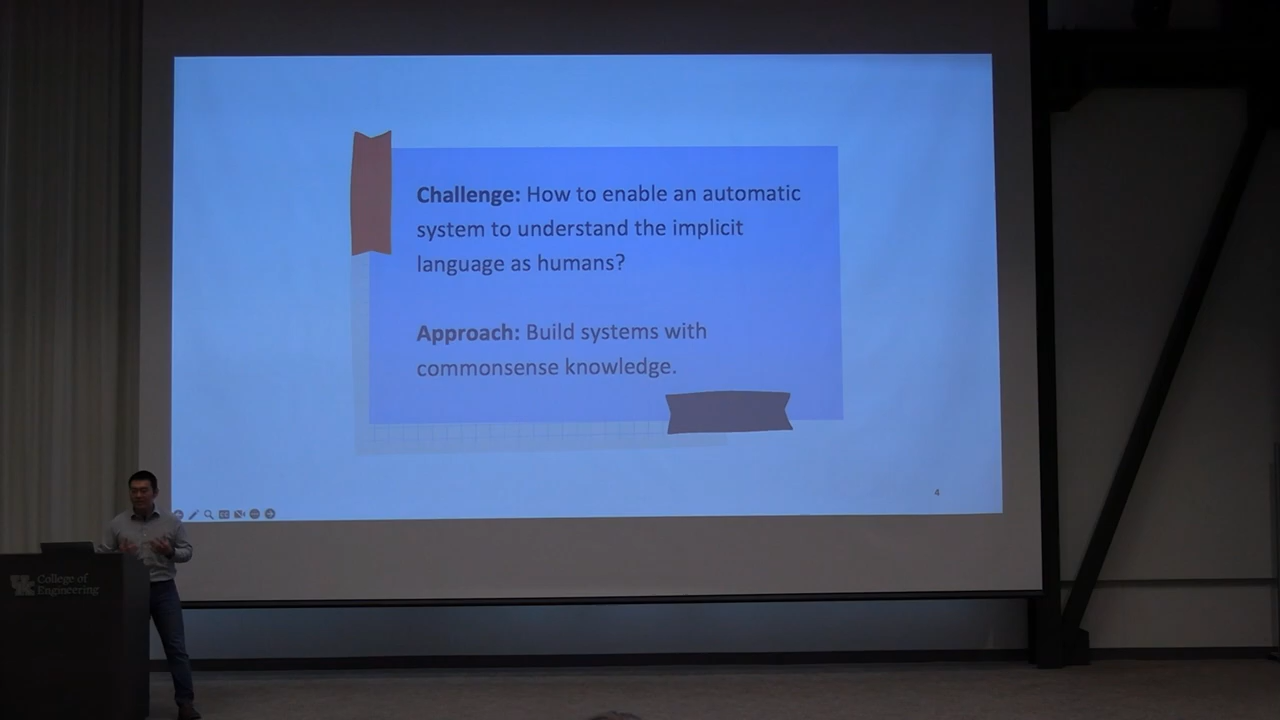 Challenge: How to enable an automatic
system to understand the implicit
language as humans?
Approach: Build systems with
commonsense knowledge.
4
UK College of
Engineering